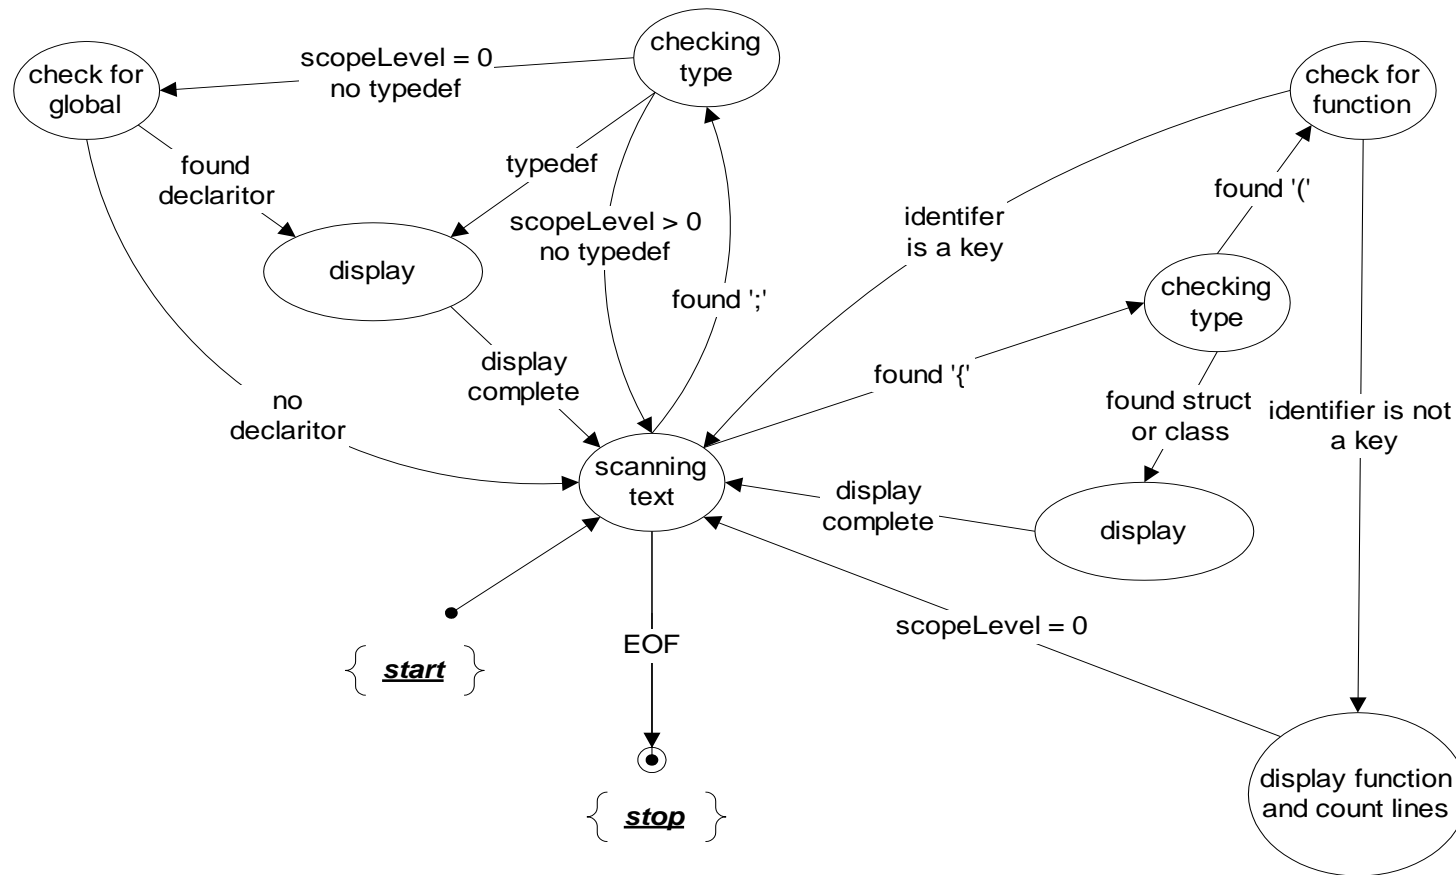 checking
type
scopeLevel = 0
no typedef
check for
global
check for
function
found
declaritor
typedef
found '('
scopeLevel > 0
no typedef
identifer
is a key
display
found ';'
checking
type
display
complete
found '{'
no
declaritor
found struct
or class
identifier is not
a key
scanning
text
display
complete
display
scopeLevel = 0
EOF
{ start }
display function
and count lines
{ stop }